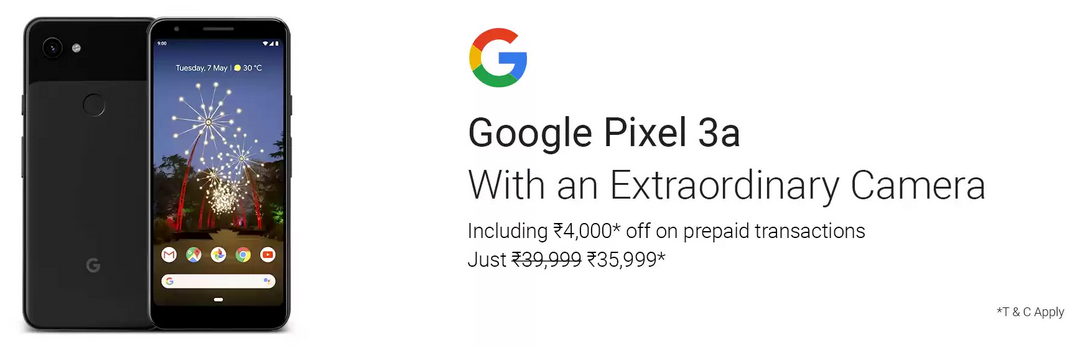 9:00
Tuesday, 7 May | 30 °C
G
Google Pixel 3a
With an Extraordinary Camera
Including ₹4,000* off on prepaid transactions
Just ₹39,999 ₹35,999*
*T & C Apply